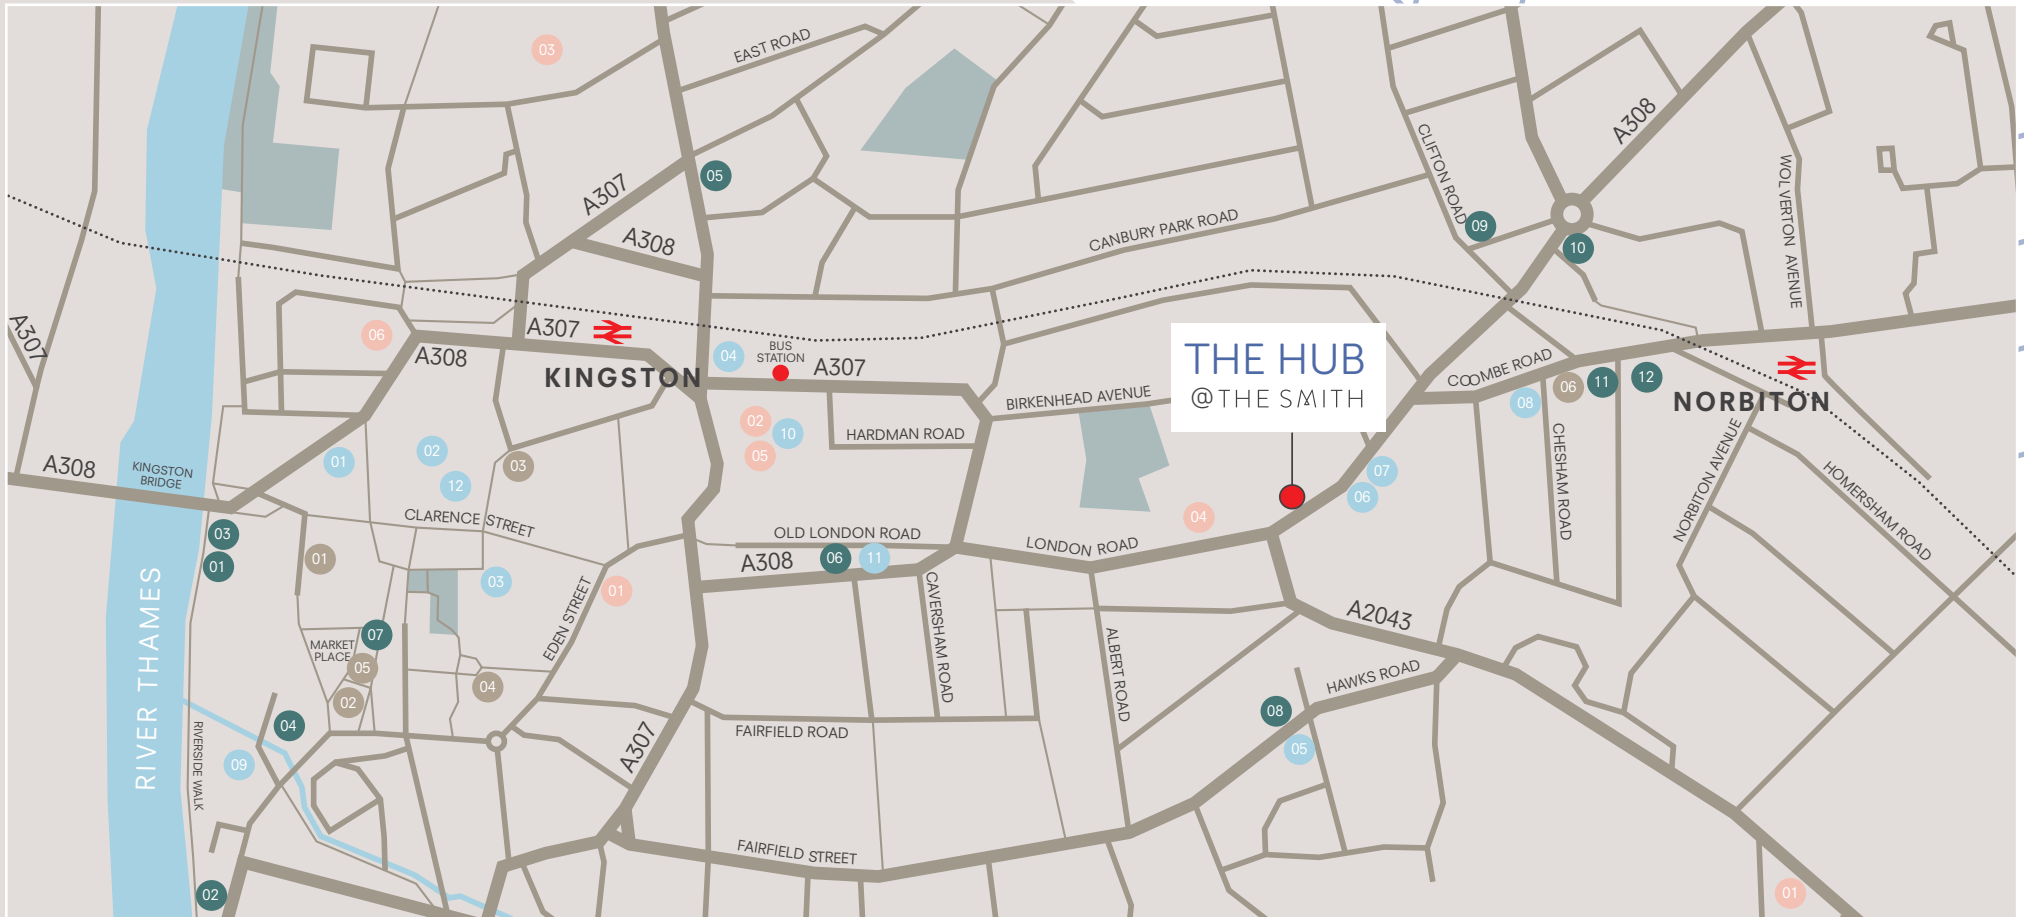 03
EAST ROAD
A308
CLIFTON ROAD
WOLVERTON AVENUE
05
A307
A308
09
10
CANBURY PARK ROAD
A307
06
A307
A308
KINGSTON
04
BUS
STATION
A307
THE HUB
@THE SMITH
BIRKENHEAD AVENUE
COOMBE ROAD
08
06
11
12
NORBITON
02
10
05
HARDMAN ROAD
01
02
12
03
A308
KINGSTON
BRIDGE
CLARENCE STREET
CHESHAM ROAD
NORBITON AVENUE
HOMERSHAM ROAD
07
06
04
03
01
01
OLD LONDON ROAD
A308
06
11
LONDON ROAD
03
EDEN STREET
01
CAVERSHAM ROAD
ALBERT ROAD
A2043
RIVER THAMES
MARKET
PLACE
07
05
02
04
HAWKS ROAD
08
05
04
09
RIVERSIDE WALK
A307
FAIRFIELD ROAD
FAIRFIELD STREET
02
01